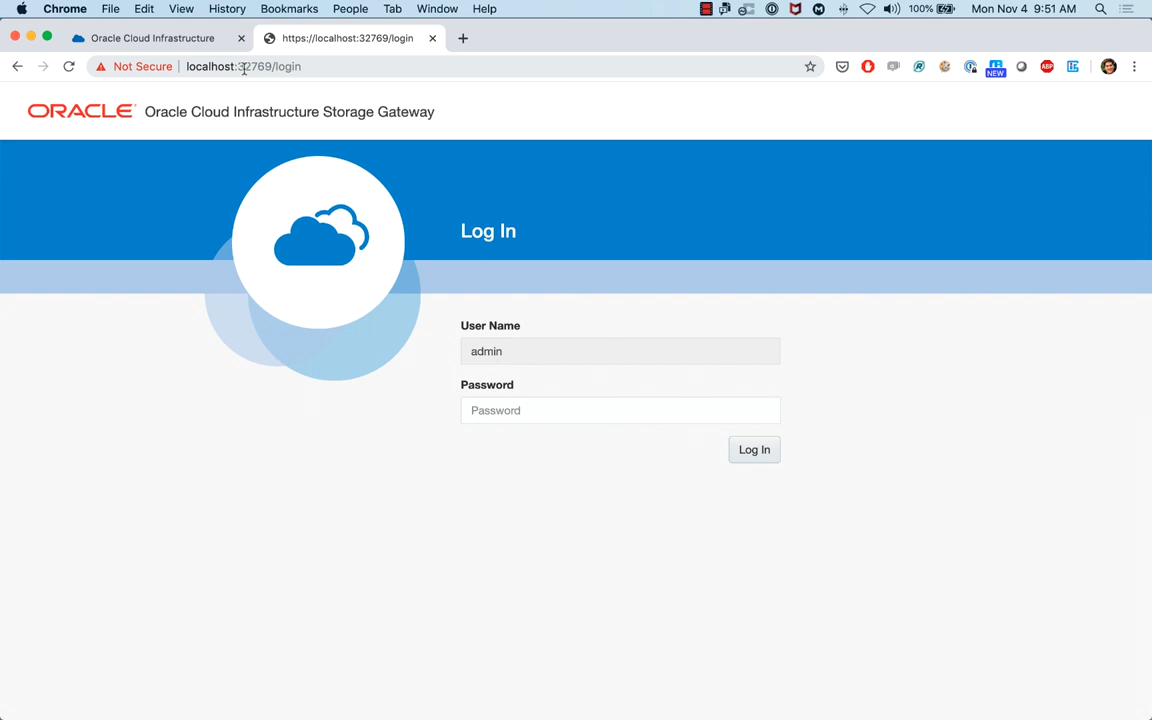 Chrome File Edit View History Bookmarks People Tab Window Help 100% Mon Nov 4 9:51 AM
Oracle Cloud Infrastructure https://localhost:32769/login
Not Secure localhost:32769/login
NEW
ABP
ORACLE Oracle Cloud Infrastructure Storage Gateway
Log In
User Name
admin
Password
Password
Log In